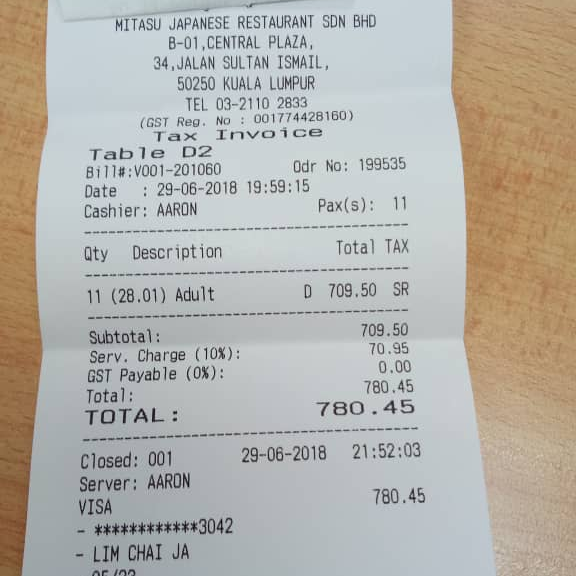 MITASU JAPANESE RESTAURANT SDN BHD
B-01,CENTRAL PLAZA,
34,JALAN SULTAN ISMAIL,
50250 KUALA LUMPUR
TEL 03-2110 2833
(GST Reg. No : 001774428160)
Tax Invoice
Table D2
Bill#:V001-201060 Odr No: 199535
Date : 29-06-2018 19:59:15
Cashier: AARON Pax(s): 11
Qty Description Total TAX
11 (28.01) Adult D 709.50 SR
Subtotal: 709.50
Serv. Charge (10%): 70.95
GST Payable (0%): 0.00
Total: 780.45
TOTAL: 780.45
Closed: 001 29-06-2018 21:52:03
Server: AARON
VISA 780.45
- ************3042
- LIM CHAI JA